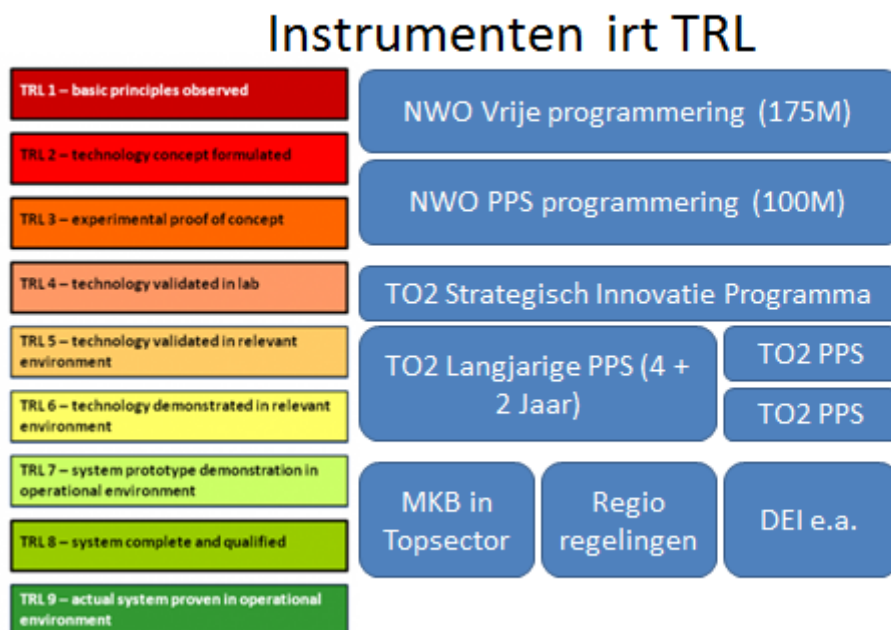 Instrumenten irt TRL
TRL 1 – basic principles observed
TRL 2 – technology concept formulated
TRL 3 – experimental proof of concept
TRL 4 – technology validated in lab
TRL 5 – technology validated in relevant
environment
TRL 6 – technology demonstrated in relevant
environment
TRL 7 – system prototype demonstration in
operational environment
TRL 8 – system complete and qualified
TRL 9 – actual system proven in operational
environment
NWO Vrije programmering (175M)
NWO PPS programmering (100M)
TO2 Strategisch Innovatie Programma
TO2 Langjarige PPS (4 +
2 Jaar)
TO2 PPS
TO2 PPS
MKB in
Topsector
Regio
regelingen
DEI e.a.